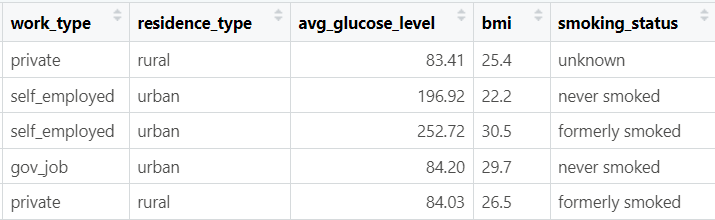 work_type residence_type avg_glucose_level bmi smoking_status
private rural 83.41 25.4 unknown
self_employed urban 196.92 22.2 never smoked
self_employed urban 252.72 30.5 formerly smoked
gov_job urban 84.20 29.7 never smoked
private rural 84.03 26.5 formerly smoked